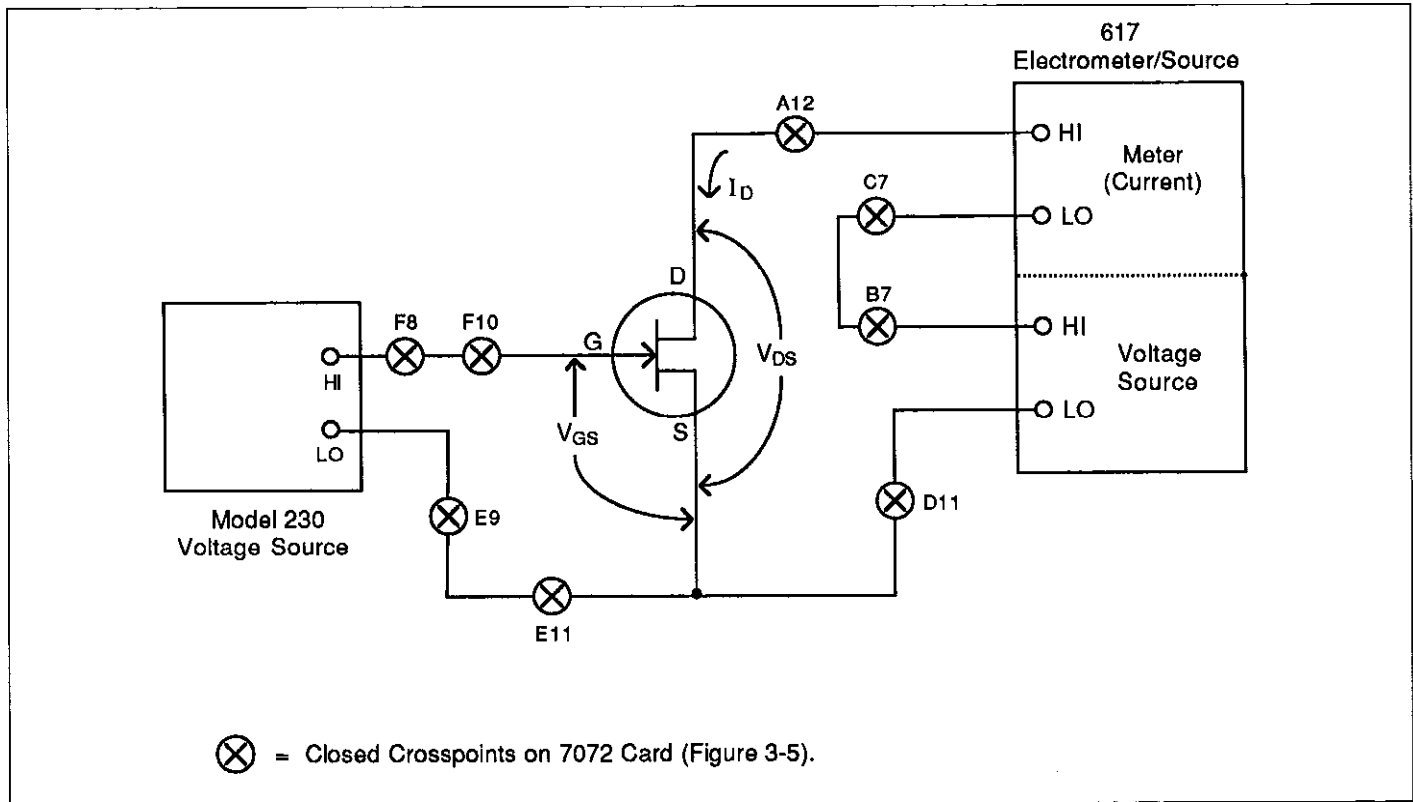 617
Electrometer/Source
A12
HI
Meter
(Current)
C7
LO
I_D
D
B7
HI
F8
F10
G
V_DS
Voltage
Source
HI
LO
V_GS
S
LO
E9
D11
Model 230
Voltage Source
E11
= Closed Crosspoints on 7072 Card (Figure 3-5).